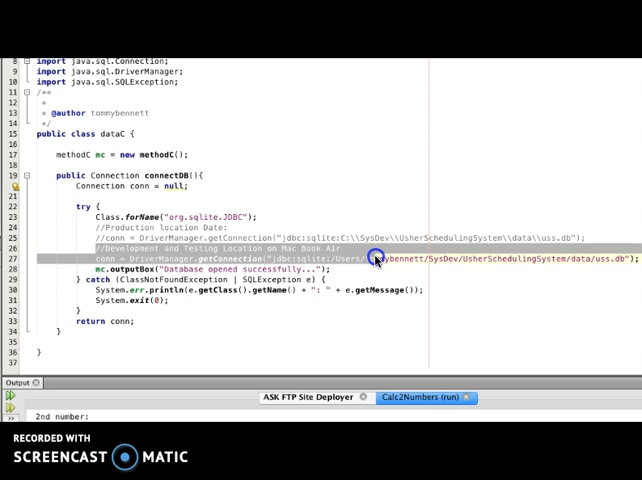 8 import java.sql.Connection;
9 import java.sql.DriverManager;
10 import java.sql.SQLException;
11 /**
12 *
13 * @author tommybennett
14 */
15 public class dataC {
16
17 methodC mc = new methodC();
18
19 public Connection connectDB(){
Connection conn = null;
21
22 try {
23 Class.forName("org.sqlite.JDBC");
24 //Production location Date:
25 //conn = DriverManager.getConnection("jdbc:sqlite:C:\\SysDev\\UsherSchedulingSystem\\data\\uss.db");
26 //Development and Testing Location on Mac Book Air
27 conn = DriverManager.getConnection("jdbc:sqlite:/Users/ ybennett/SysDev/UsherSchedulingSystem/data/uss.db");
28 mc.outputBox("Database opened successfully...");
29 } catch (ClassNotFoundException | SQLException e) {
30 System.err.println(e.getClass().getName() + ": " + e.getMessage());
31 System.exit(0);
32 }
33 return conn;
34 }
35
36 }
37
Output
ASK FTP Site Deployer Calc2Numbers (run)
2nd number:
RECORDED WITH
SCREENCAST MATIC